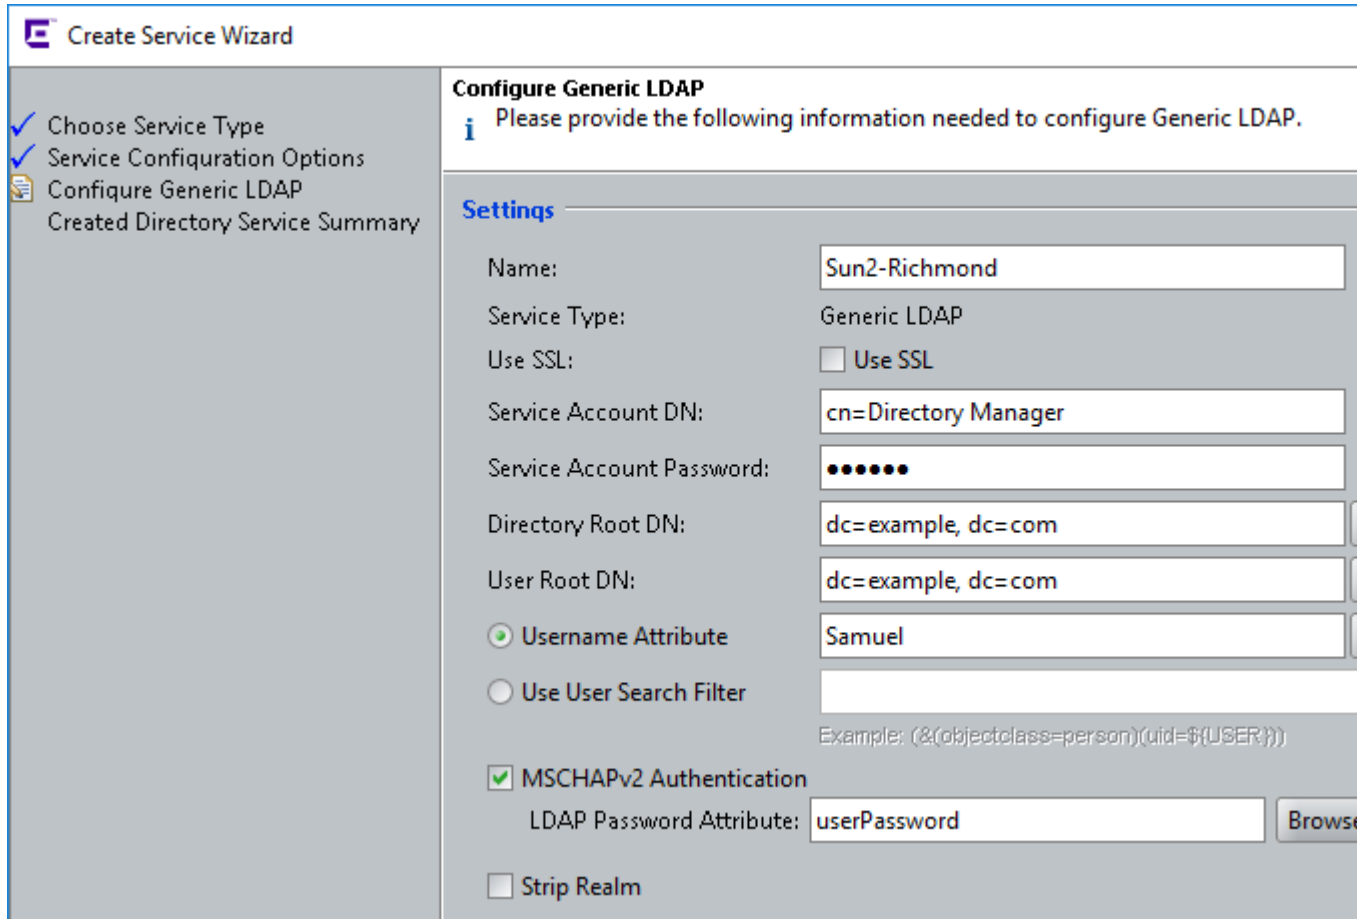 Create Service Wizard
Choose Service Type
Service Configuration Options
Configure Generic LDAP
Created Directory Service Summary
Configure Generic LDAP
Please provide the following information needed to configure Generic LDAP.
Settings
Name: Sun2-Richmond
Service Type: Generic LDAP
Use SSL: Use SSL
Service Account DN: cn=Directory Manager
Service Account Password: ●●●●●●
Directory Root DN: dc=example, dc=com
User Root DN: dc=example, dc=com
Username Attribute Samuel
Use User Search Filter
Example: (&(objectclass=person)(uid=${USER}))
MSCHAPv2 Authentication
LDAP Password Attribute: userPassword Browse
Strip Realm